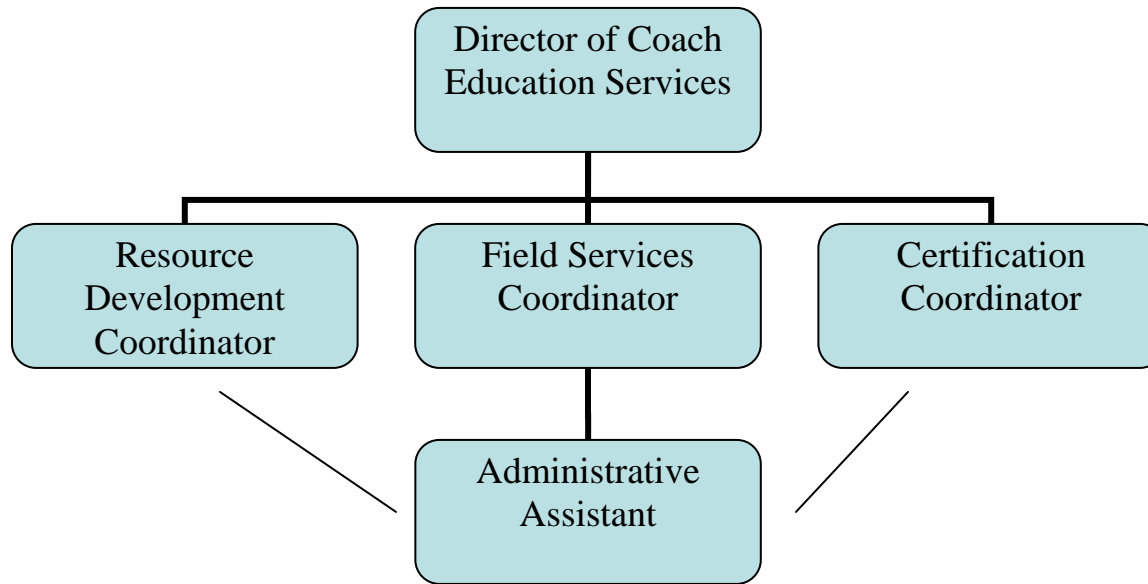 Director of Coach
Education Services
Resource
Development
Coordinator
Field Services
Coordinator
Certification
Coordinator
Administrative
Assistant